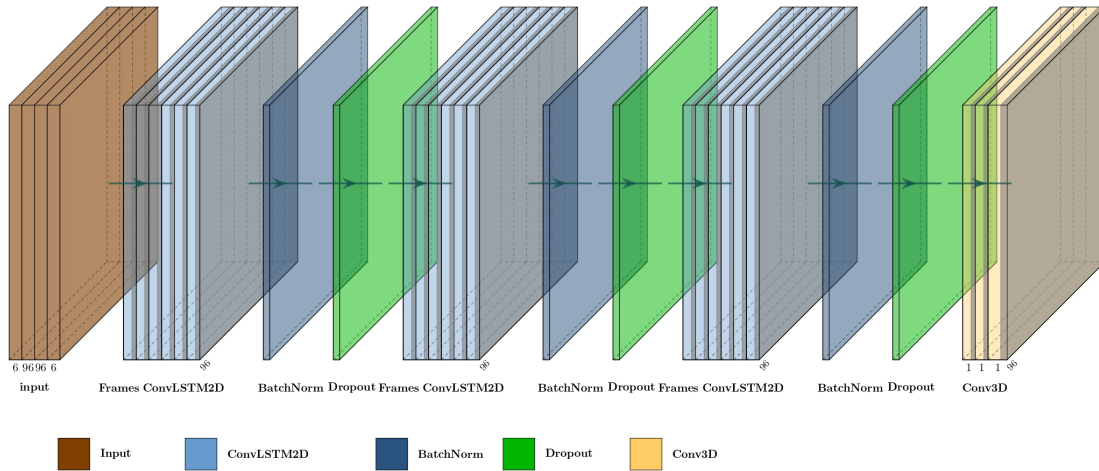 6 96 96 6 96 96 96 1 1 1 96
input Frames ConvLSTM2D BatchNorm Dropout Frames ConvLSTM2D BatchNorm Dropout Frames ConvLSTM2D BatchNorm Dropout Conv3D
Input ConvLSTM2D BatchNorm Dropout Conv3D